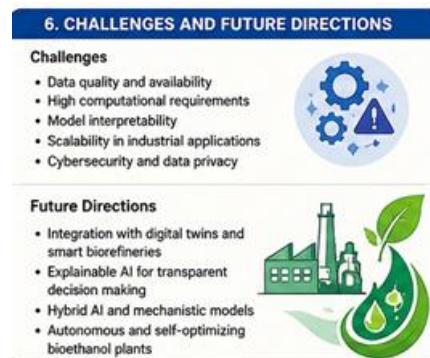 6. CHALLENGES AND FUTURE DIRECTIONS
Challenges
• Data quality and availability
• High computational requirements
• Model interpretability
• Scalability in industrial applications
• Cybersecurity and data privacy
Future Directions
• Integration with digital twins and
smart biorefineries
• Explainable AI for transparent
decision making
• Hybrid AI and mechanistic models
• Autonomous and self-optimizing
bioethanol plants